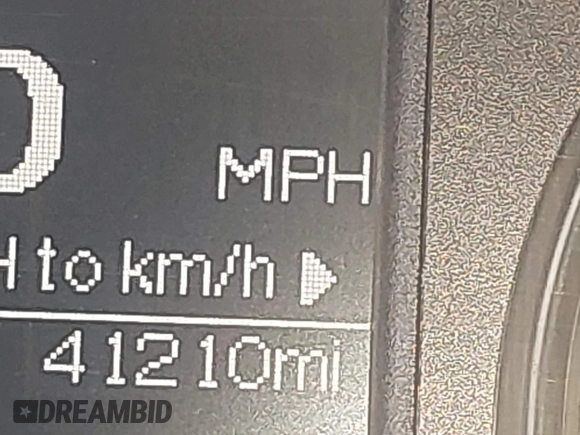 MPH
to km/h ▶
41210mi
DREAMBID